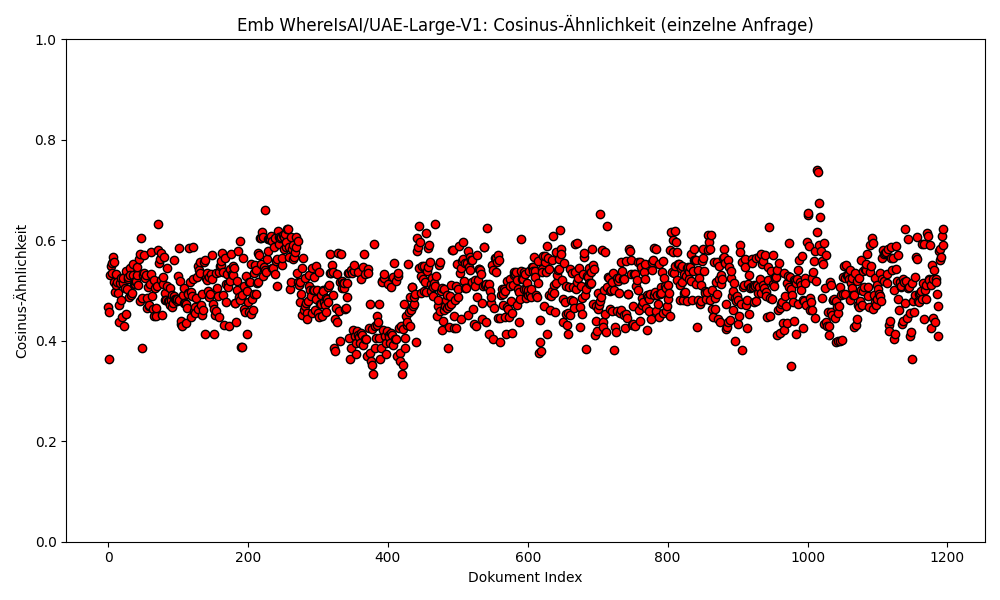 Emb WhereIsAI/UAE-Large-V1: Cosinus-Ähnlichkeit (einzelne Anfrage)
1.0
0.8
0.6
0.4
0.2
0.0
Cosinus-Ähnlichkeit
0 200 400 600 800 1000 1200
Dokument Index